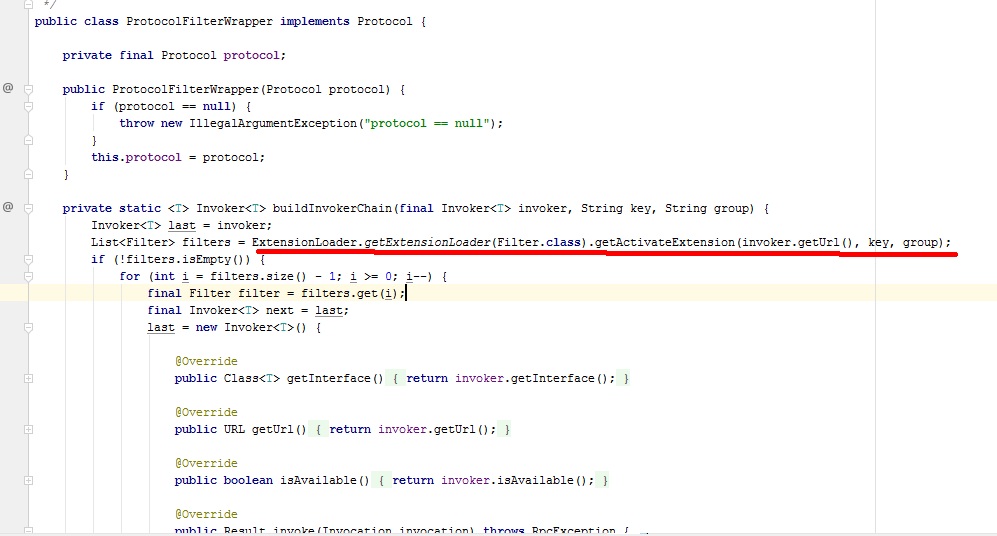 */
public class ProtocolFilterWrapper implements Protocol {
private final Protocol protocol;
@
public ProtocolFilterWrapper(Protocol protocol) {
if (protocol == null) {
throw new IllegalArgumentException("protocol == null");
}
this.protocol = protocol;
}
@
private static <T> Invoker<T> buildInvokerChain(final Invoker<T> invoker, String key, String group) {
Invoker<T> last = invoker;
List<Filter> filters = ExtensionLoader.getExtensionLoader(Filter.class).getActivateExtension(invoker.getUrl(), key, group);
if (!filters.isEmpty()) {
for (int i = filters.size() - 1; i >= 0; i--) {
final Filter filter = filters.get(i);
final Invoker<T> next = last;
last = new Invoker<T>() {
@Override
public Class<T> getInterface() { return invoker.getInterface(); }
@Override
public URL getUrl() { return invoker.getUrl(); }
@Override
public boolean isAvailable() { return invoker.isAvailable(); }
@Override
public Result invoke(Invocation invocation) throws RpcException {